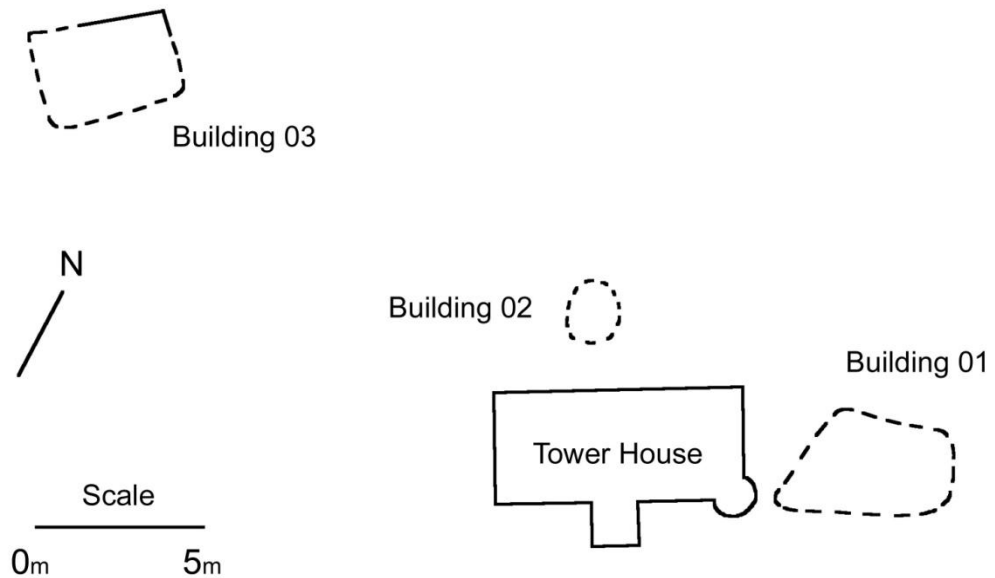 Building 03
N
Building 02
Building 01
Tower House
Scale
0m 5m